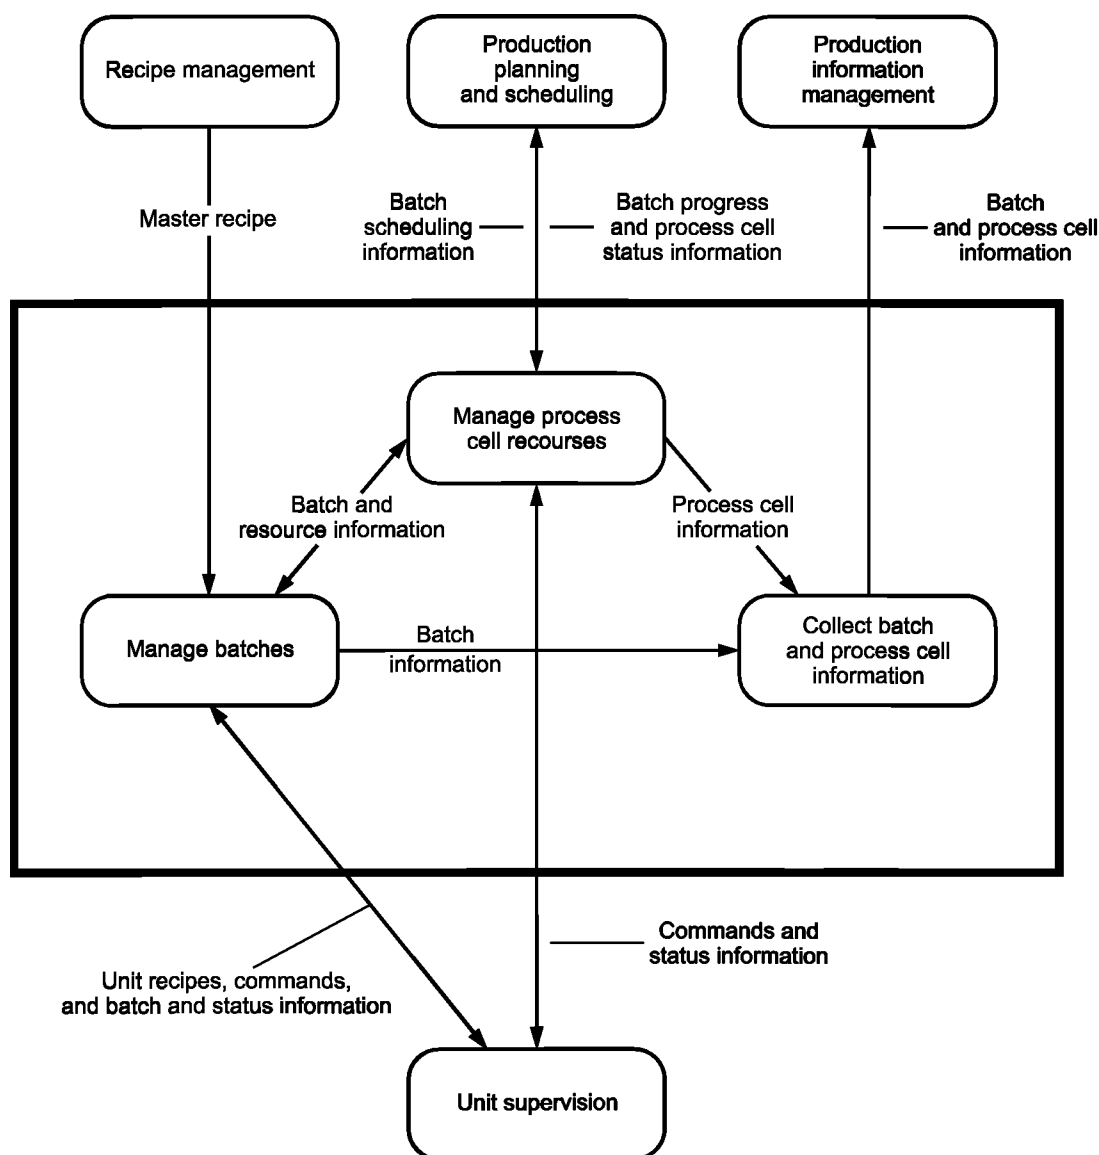 Recipe management
Production
planning
and scheduling
Production
information
management
Master recipe
Batch
scheduling
information
Batch progress
and process cell
status information
Batch
and process cell
information
Manage process
cell recourses
Batch and
resource information
Process cell
information
Manage batches
Batch
information
Collect batch
and process cell
information
Commands and
status information
Unit recipes, commands,
and batch and status information
Unit supervision